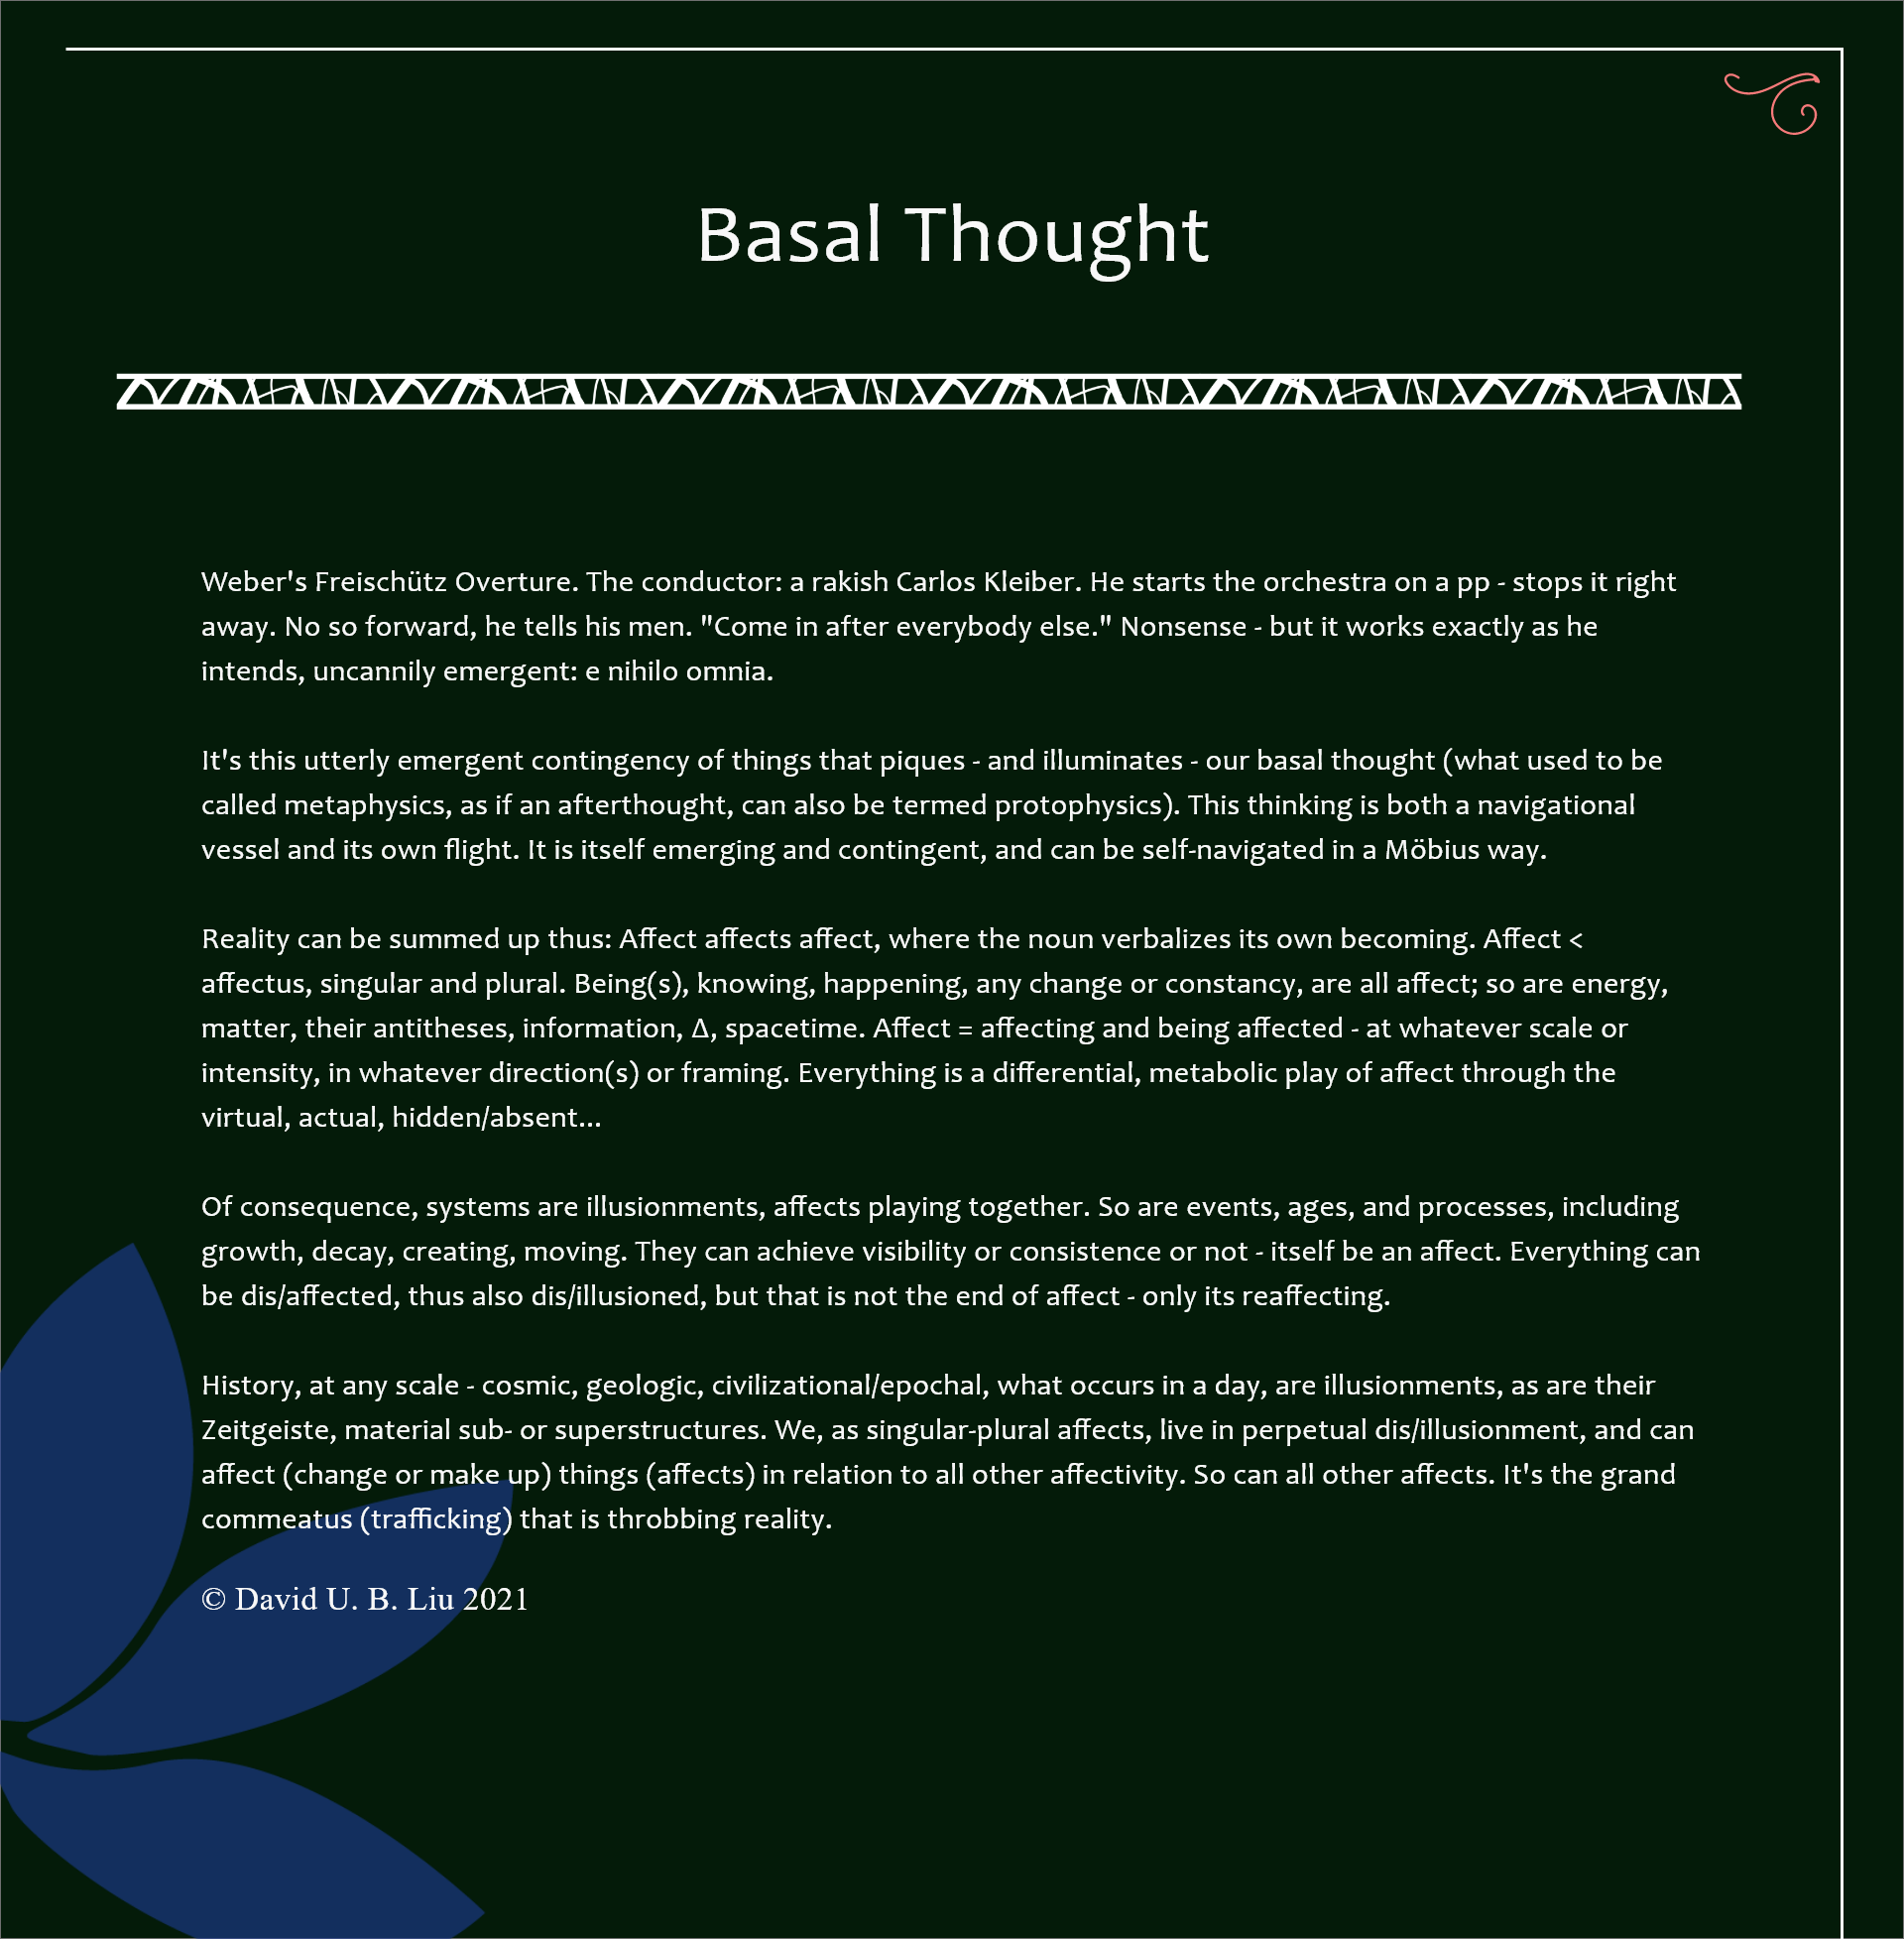 Basal Thought
Weber's Freischütz Overture. The conductor: a rakish Carlos Kleiber. He starts the orchestra on a pp - stops it right
away. No so forward, he tells his men. "Come in after everybody else." Nonsense - but it works exactly as he
intends, uncannily emergent: e nihilo omnia.
It's this utterly emergent contingency of things that piques - and illuminates - our basal thought (what used to be
called metaphysics, as if an afterthought, can also be termed protophysics). This thinking is both a navigational
vessel and its own flight. It is itself emerging and contingent, and can be self-navigated in a Möbius way.
Reality can be summed up thus: Affect affects affect, where the noun verbalizes its own becoming. Affect <
affectus, singular and plural. Being(s), knowing, happening, any change or constancy, are all affect; so are energy,
matter, their antitheses, information, Δ, spacetime. Affect = affecting and being affected - at whatever scale or
intensity, in whatever direction(s) or framing. Everything is a differential, metabolic play of affect through the
virtual, actual, hidden/absent...
Of consequence, systems are illusionments, affects playing together. So are events, ages, and processes, including
growth, decay, creating, moving. They can achieve visibility or consistence or not - itself be an affect. Everything can
be dis/affected, thus also dis/illusioned, but that is not the end of affect - only its reaffecting.
History, at any scale - cosmic, geologic, civilizational/epochal, what occurs in a day, are illusionments, as are their
Zeitgeiste, material sub- or superstructures. We, as singular-plural affects, live in perpetual dis/illusionment, and can
affect (change or make up) things (affects) in relation to all other affectivity. So can all other affects. It's the grand
commeatus (trafficking) that is throbbing reality.
© David U. B. Liu 2021